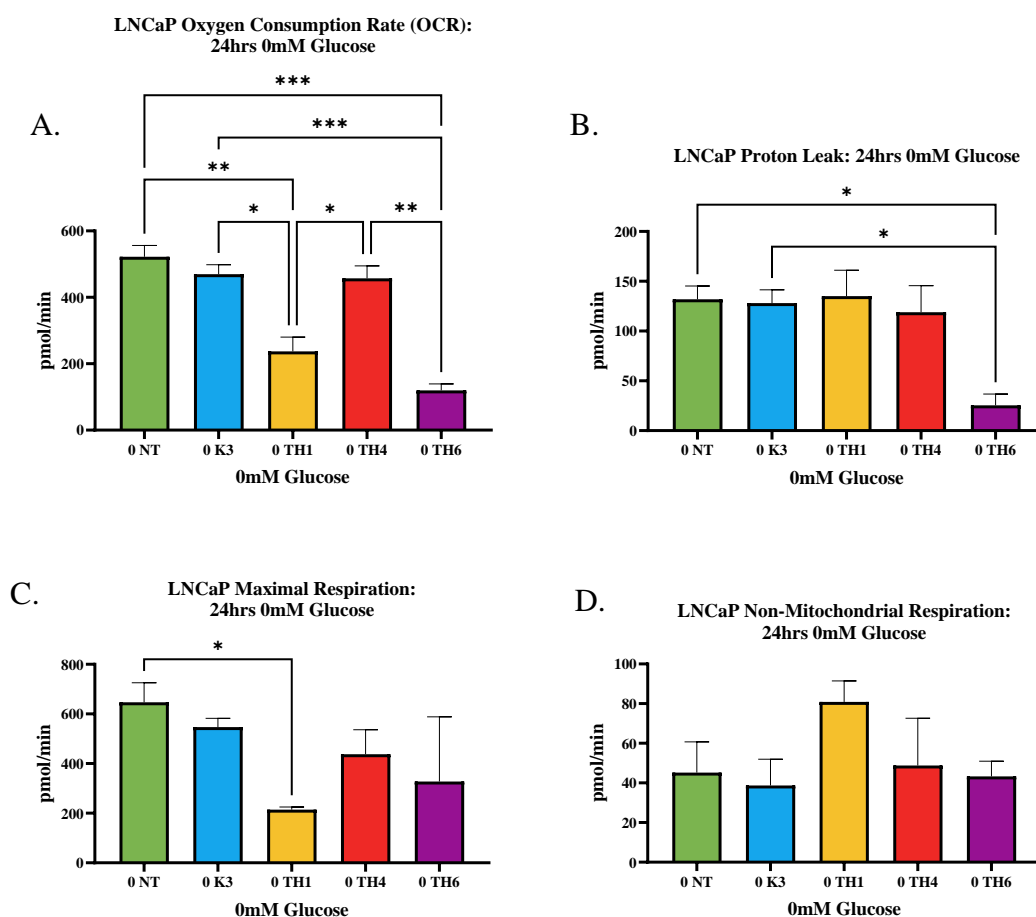 LNCaP Oxygen Consumption Rate (OCR):
24hrs 0mM Glucose
A.
***
***
**
*
*
**
600
400
200
0
pmol/min
0 NT
0 K3
0 TH1
0 TH4
0 TH6
0mM Glucose
B.
LNCaP Proton Leak: 24hrs 0mM Glucose
*
*
200
150
100
50
0
pmol/min
0 NT
0 K3
0 TH1
0 TH4
0 TH6
0mM Glucose
C.
LNCaP Maximal Respiration:
24hrs 0mM Glucose
*
800
600
400
200
0
pmol/min
0 NT
0 K3
0 TH1
0 TH4
0 TH6
0mM Glucose
D.
LNCaP Non-Mitochondrial Respiration:
24hrs 0mM Glucose
100
80
60
40
20
0
pmol/min
0 NT
0 K3
0 TH1
0 TH4
0 TH6
0mM Glucose